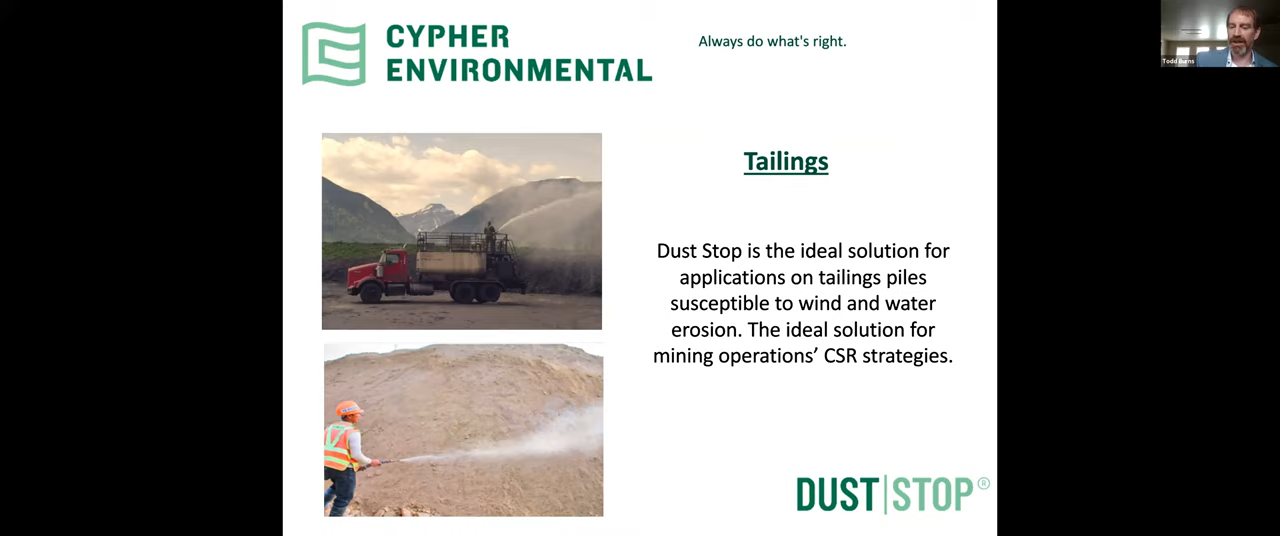 CYPHER
ENVIRONMENTAL
Always do what's right.
Todd Burns
Tailings
Dust Stop is the ideal solution for
applications on tailings piles
susceptible to wind and water
erosion. The ideal solution for
mining operations’ CSR strategies.
DUST|STOP®